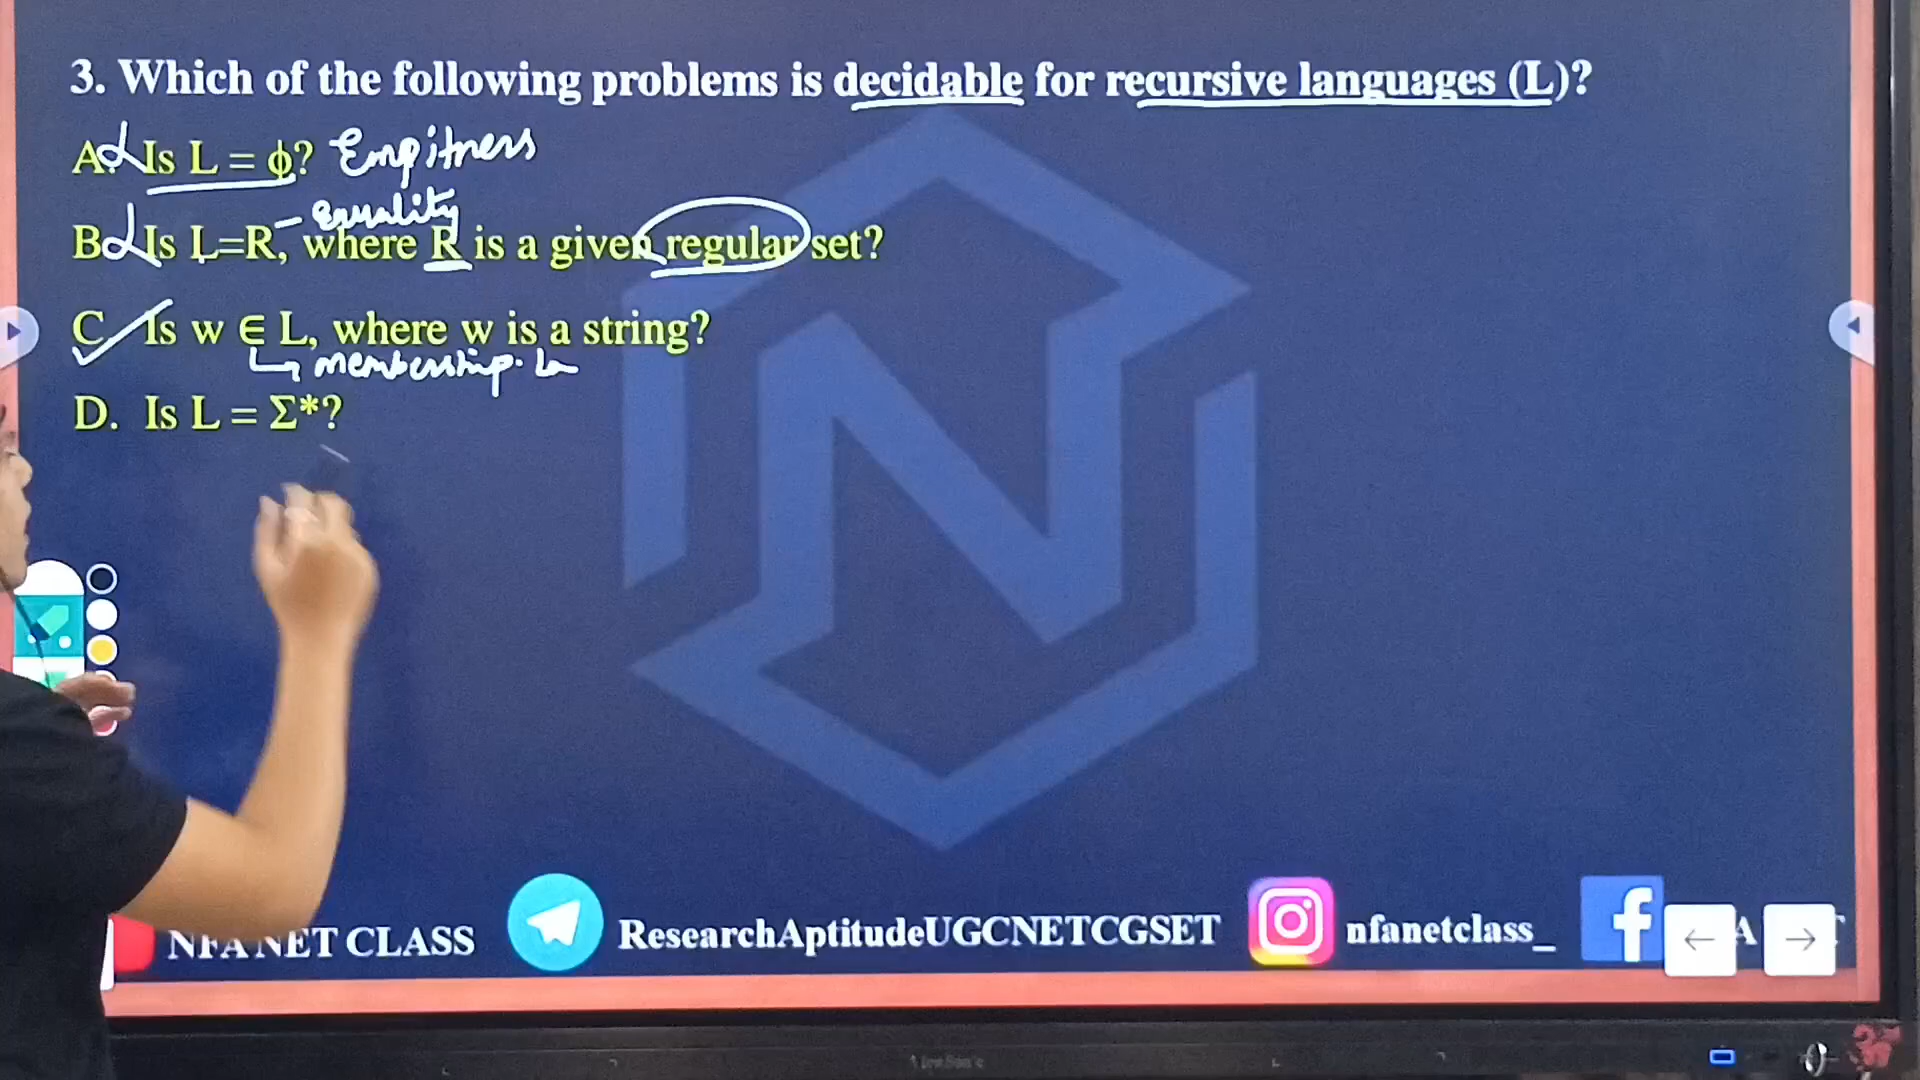 3. Which of the following problems is decidable for recursive languages (L)?
A. Is L = ϕ? Empitness
equality
B. Is L=R, where R is a given regular set?
C. Is w ∈ L, where w is a string?
membership.
D. Is L = Σ*?
NFA NET CLASS ResearchAptitudeUGCNETCGSET nfanetclass_